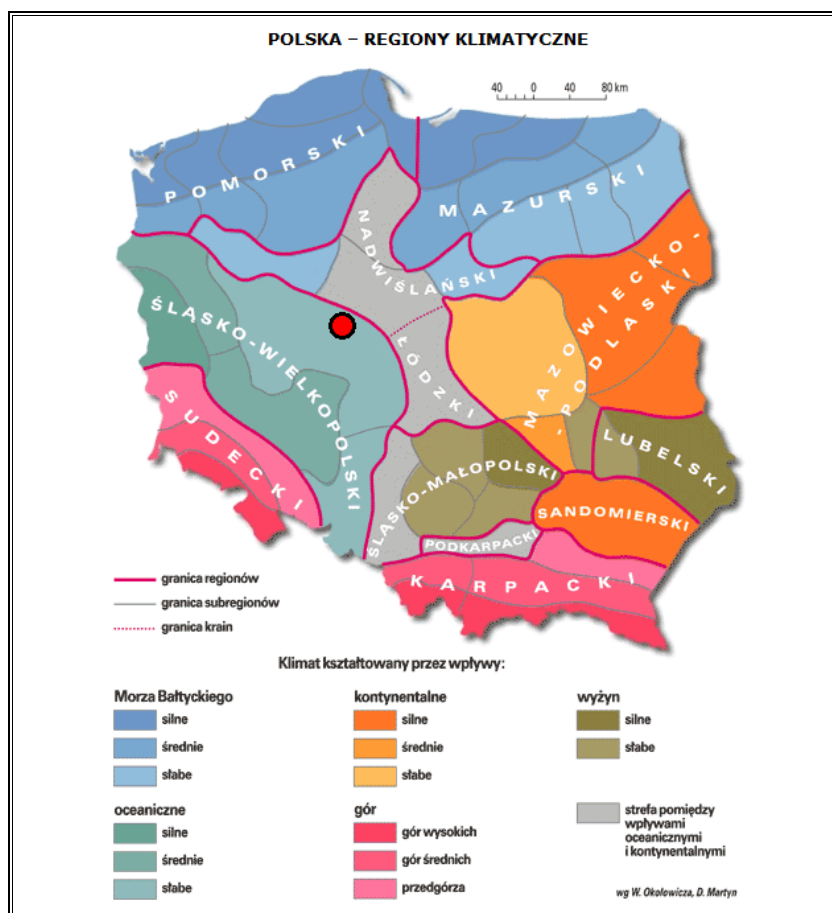 POLSKA – REGIONY KLIMATYCZNE
40 0 40 80 km
POMORSKI
MAZURSKI
NADWIŚLAŃSKI
MAZOWIECKO-
-PODLASKI
ŚLĄSKO-WIELKOPOLSKI
ŁÓDZKI
SUDECKI
LUBELSKI
ŚLĄSKO-MAŁOPOLSKI
SANDOMIERSKI
PODKARPACKI
KARPACKI
granica regionów
granica subregionów
granica krain
Klimat kształtowany przez wpływy:
Morza Bałtyckiego
silne
średnie
słabe
kontynentalne
silne
średnie
słabe
wyżyn
silne
słabe
oceaniczne
silne
średnie
słabe
gór
gór wysokich
gór średnich
przedgórza
strefa pomiędzy
wpływami
oceanicznymi
i kontynentalnymi
wg W. Okołowicza, D. Martyn